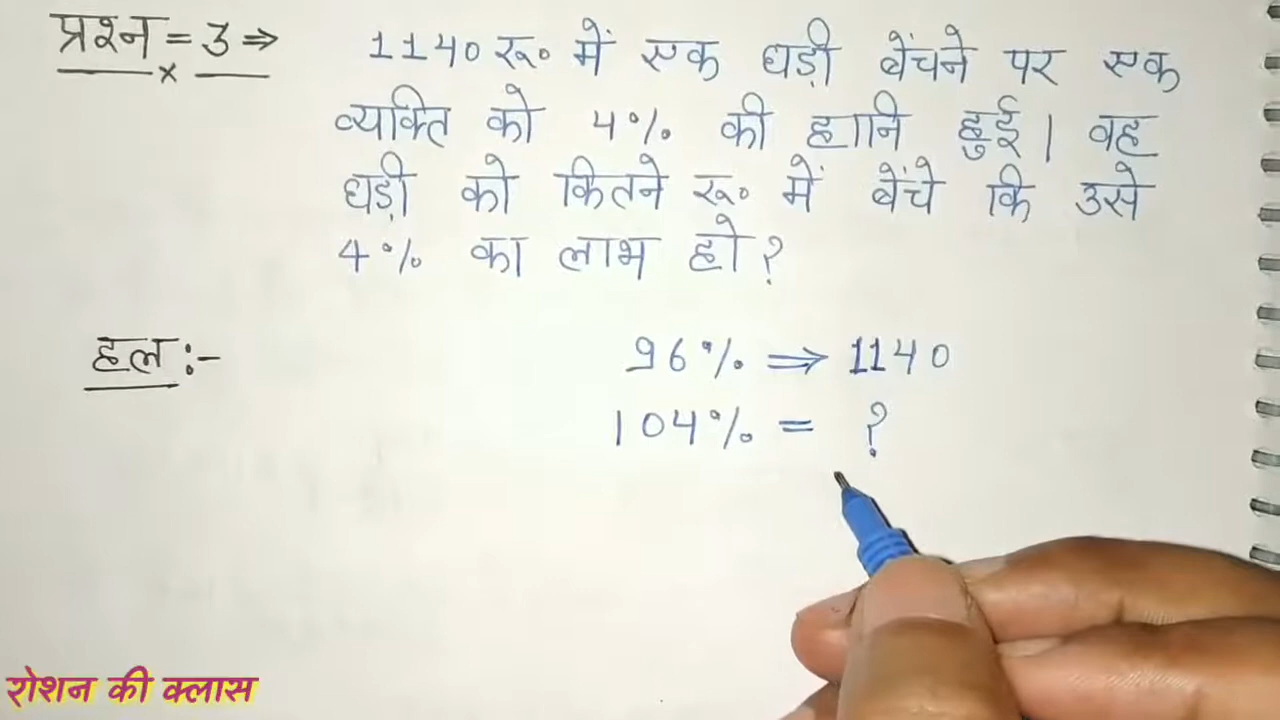 प्रश्न = 3 ⇒ 1140 रू० में एक घड़ी बेंचने पर एक
व्यक्ति को 4% की हानि हुई। वह
घड़ी को कितने रू० में बेंचे कि उसे
4% का लाभ हो?
हल :-
96% ⇒ 1140
104% = ?
रोशन की क्लास